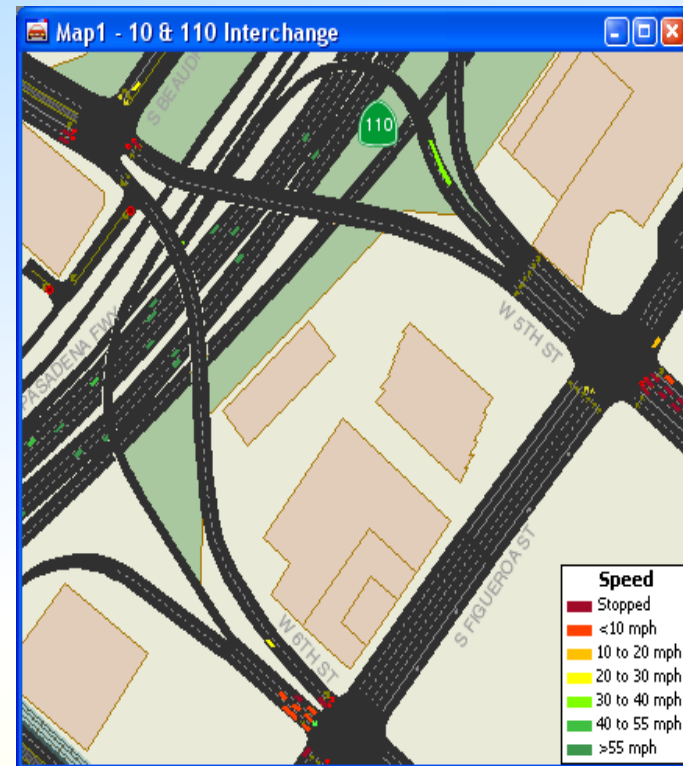 Map1 - 10 & 110 Interchange
S BEAUD
110
PASADENA FWY
W 5TH ST
S FIGUEROA ST
W 6TH ST
Speed
Stopped
<10 mph
10 to 20 mph
20 to 30 mph
30 to 40 mph
40 to 55 mph
>55 mph